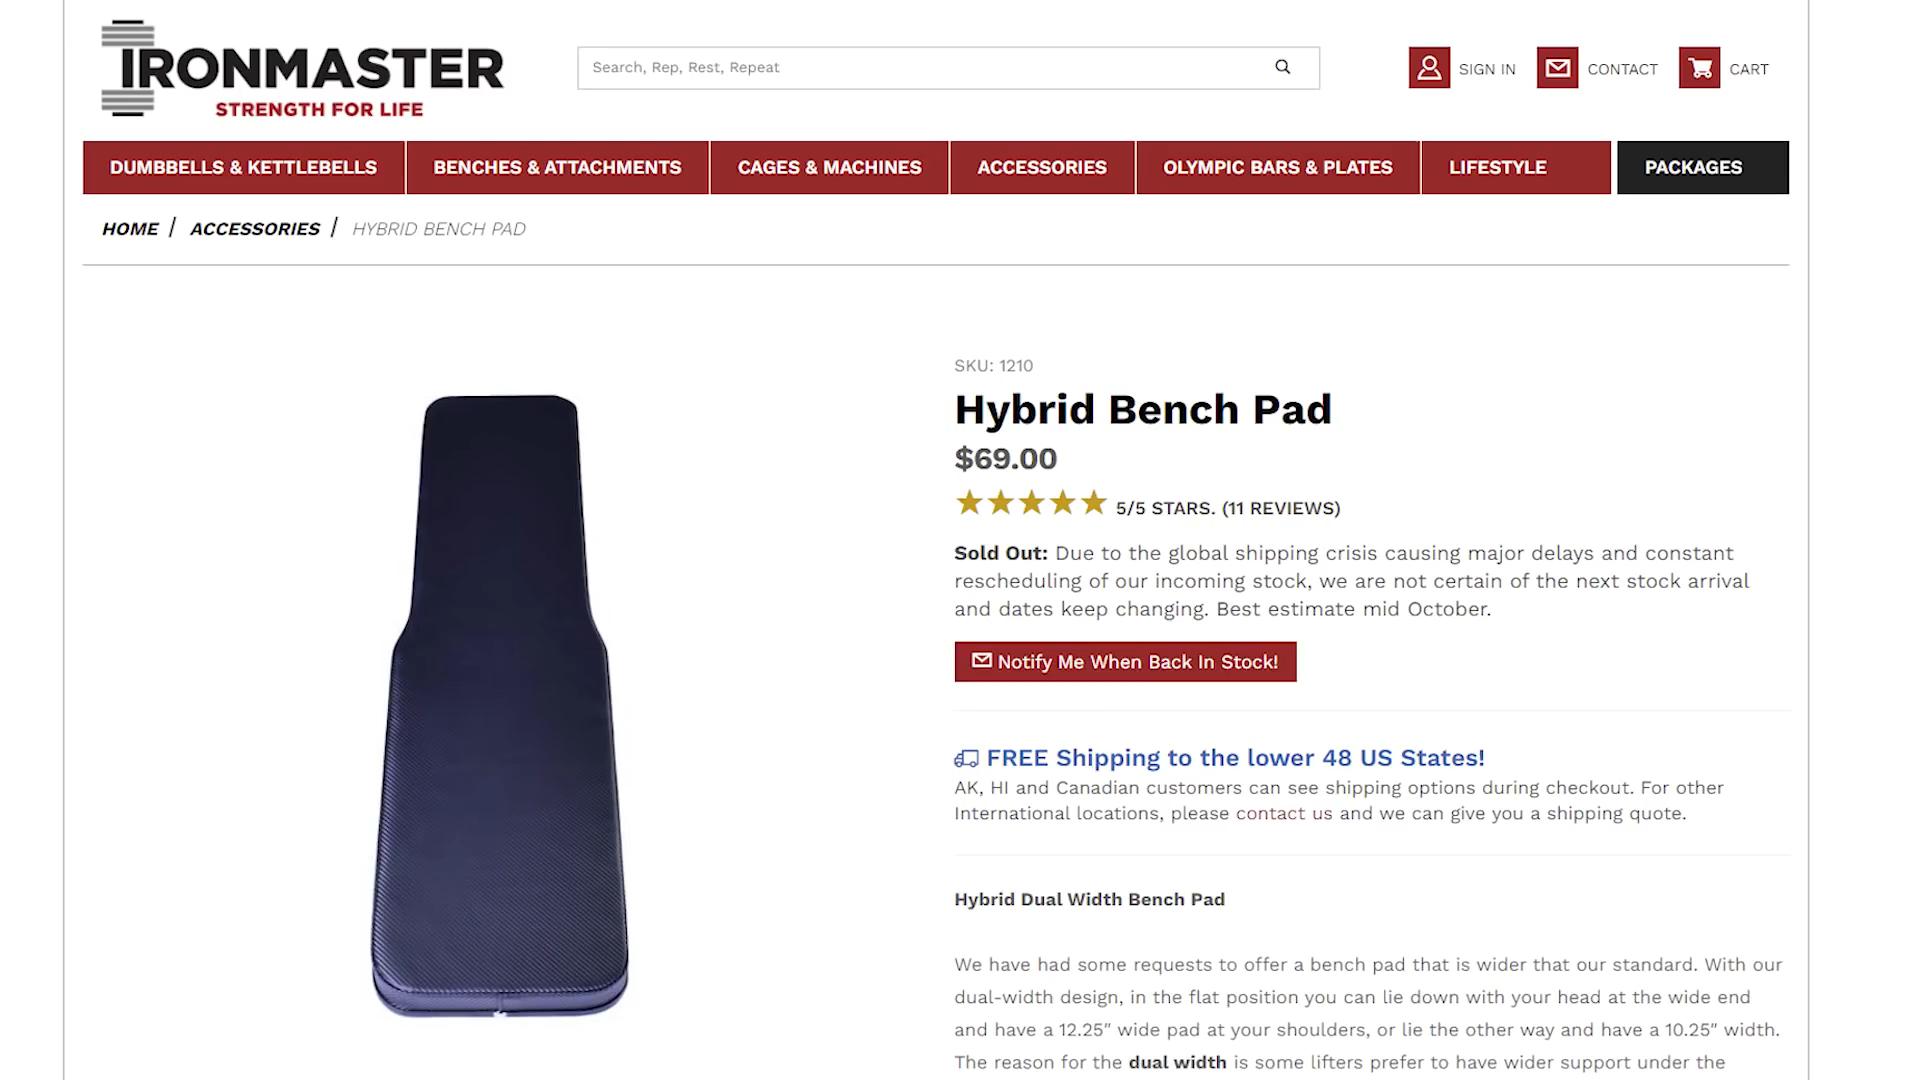 IRONMASTER
STRENGTH FOR LIFE
Search, Rep, Rest, Repeat
SIGN IN
CONTACT
CART
DUMBBELLS & KETTLEBELLS
BENCHES & ATTACHMENTS
CAGES & MACHINES
ACCESSORIES
OLYMPIC BARS & PLATES
LIFESTYLE
PACKAGES
HOME / ACCESSORIES / HYBRID BENCH PAD
SKU: 1210
Hybrid Bench Pad
$69.00
5/5 STARS. (11 REVIEWS)
Sold Out: Due to the global shipping crisis causing major delays and constant
rescheduling of our incoming stock, we are not certain of the next stock arrival
and dates keep changing. Best estimate mid October.
Notify Me When Back In Stock!
FREE Shipping to the lower 48 US States!
AK, HI and Canadian customers can see shipping options during checkout. For other
International locations, please contact us and we can give you a shipping quote.
Hybrid Dual Width Bench Pad
We have had some requests to offer a bench pad that is wider that our standard. With our
dual-width design, in the flat position you can lie down with your head at the wide end
and have a 12.25″ wide pad at your shoulders, or lie the other way and have a 10.25″ width.
The reason for the dual width is some lifters prefer to have wider support under the